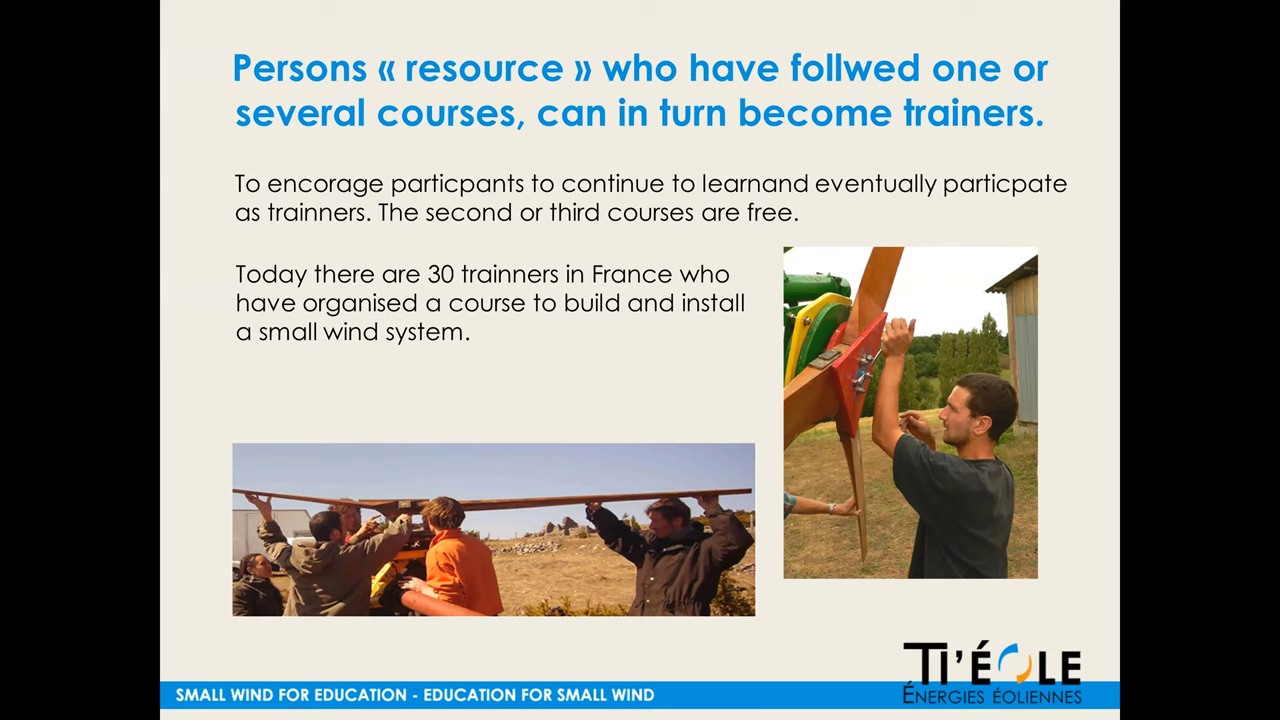 Persons « resource » who have follwed one or
several courses, can in turn become trainers.
To encorage particpants to continue to learnand eventually particpate
as trainners. The second or third courses are free.
Today there are 30 trainners in France who
have organised a course to build and install
a small wind system.
TI'ÉOLE
ÉNERGIES ÉOLIENNES
SMALL WIND FOR EDUCATION - EDUCATION FOR SMALL WIND